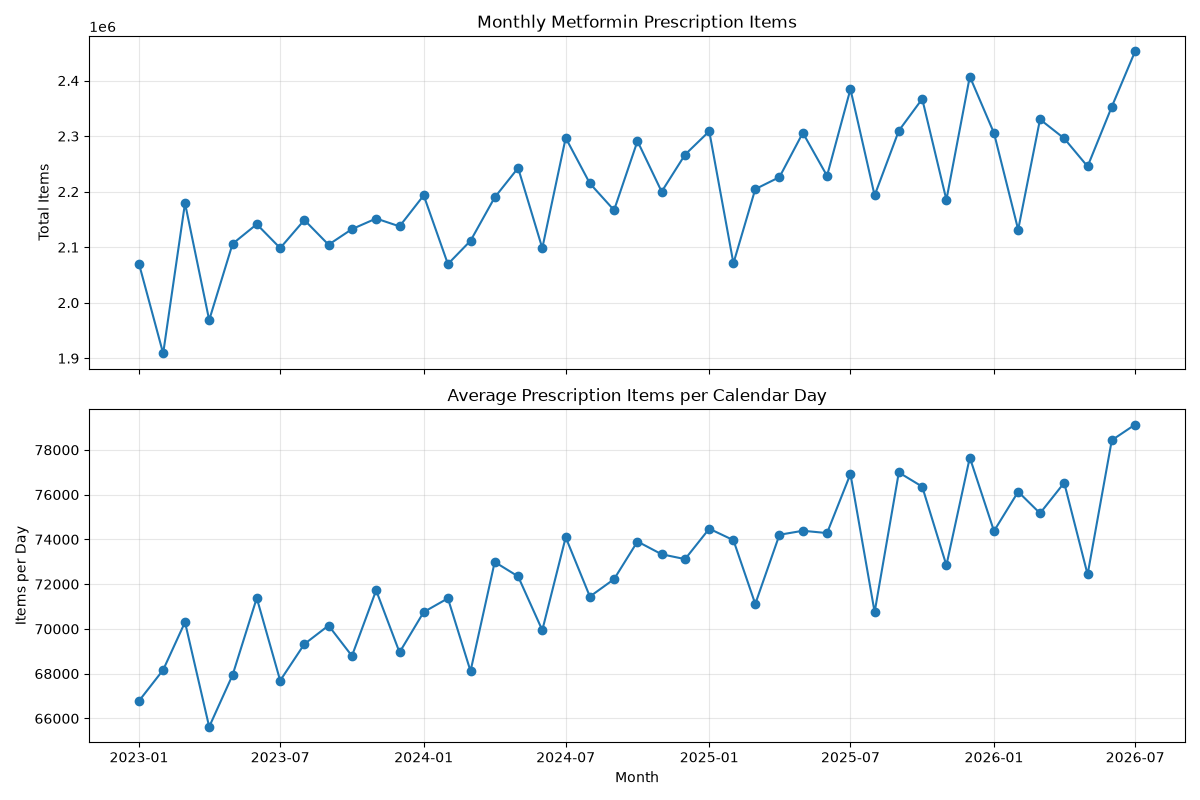 Monthly Metformin Prescription Items
1e6
2.4
2.3
2.2
2.1
2.0
1.9
Total Items
Average Prescription Items per Calendar Day
78000
76000
74000
72000
70000
68000
66000
Items per Day
2023-01 2023-07 2024-01 2024-07 2025-01 2025-07 2026-01 2026-07
Month